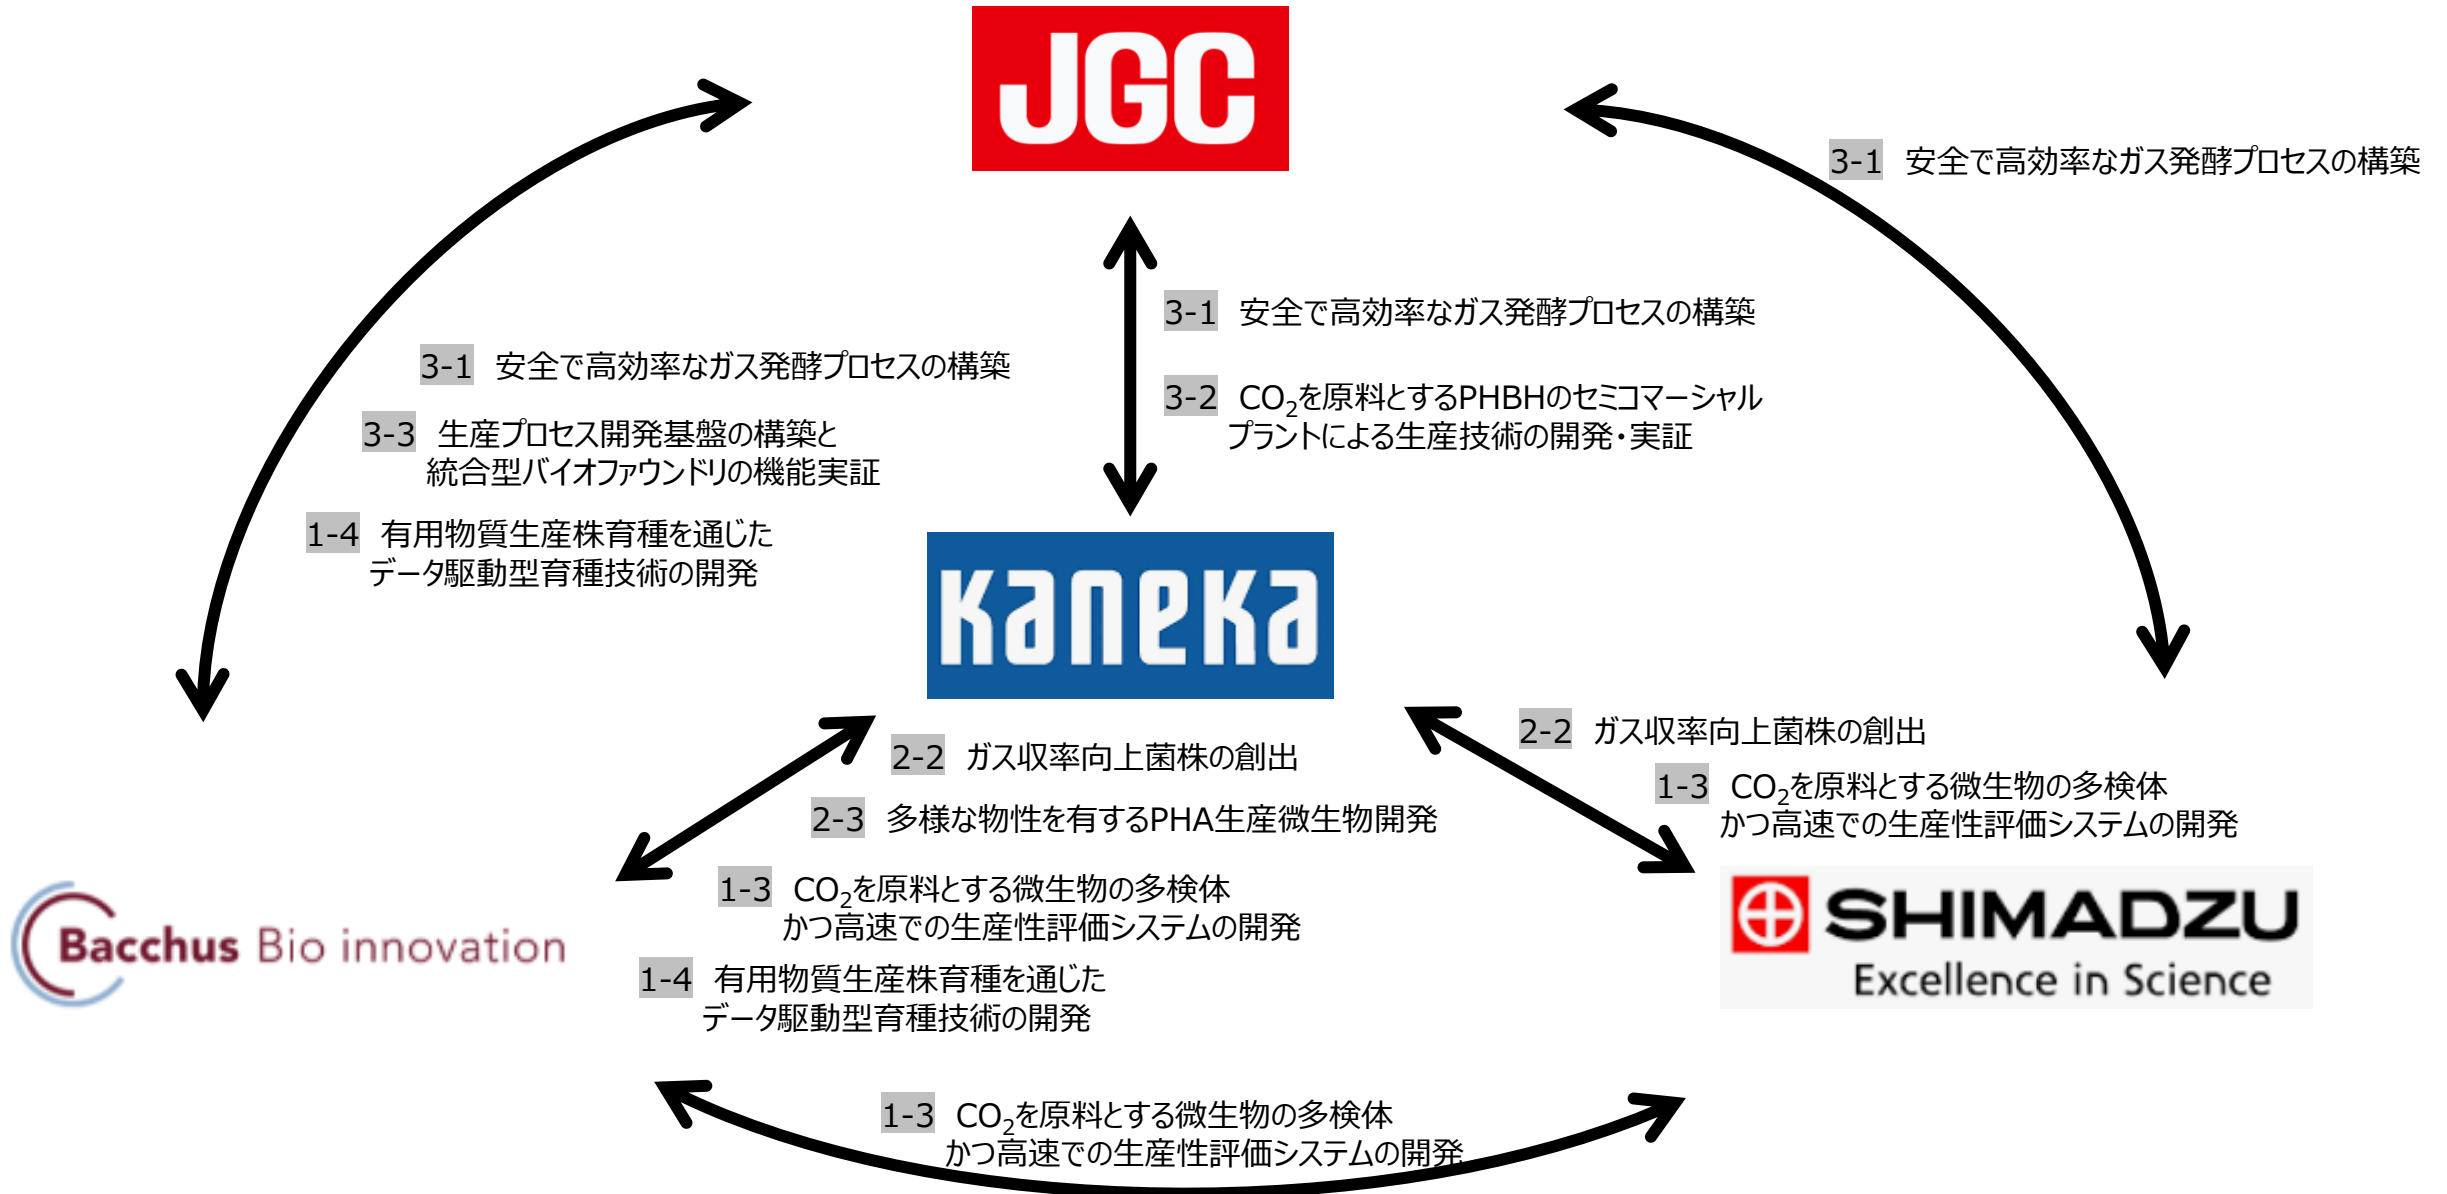 JGC
3-1 安全で高効率なガス発酵プロセスの構築
3-1 安全で高効率なガス発酵プロセスの構築
3-2 CO₂を原料とするPHBHのセミコマーシャル
プラントによる生産技術の開発・実証
3-1 安全で高効率なガス発酵プロセスの構築
3-3 生産プロセス開発基盤の構築と
統合型バイオファウンドリの機能実証
1-4 有用物質生産株育種を通じた
データ駆動型育種技術の開発
kaneka
2-2 ガス収率向上菌株の創出
2-3 多様な物性を有するPHA生産微生物開発
1-3 CO₂を原料とする微生物の多検体
かつ高速での生産性評価システムの開発
1-4 有用物質生産株育種を通じた
データ駆動型育種技術の開発
2-2 ガス収率向上菌株の創出
1-3 CO₂を原料とする微生物の多検体
かつ高速での生産性評価システムの開発
Bacchus Bio innovation
SHIMADZU
Excellence in Science
1-3 CO₂を原料とする微生物の多検体
かつ高速での生産性評価システムの開発